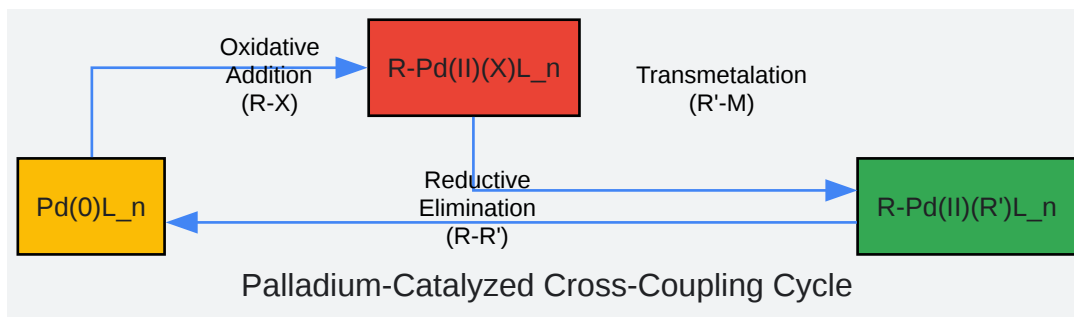 Oxidative
Addition
(R-X)
R-Pd(II)(X)L_n
Transmetalation
(R'-M)
Pd(0)L_n
Reductive
Elimination
(R-R')
R-Pd(II)(R')L_n
Palladium-Catalyzed Cross-Coupling Cycle